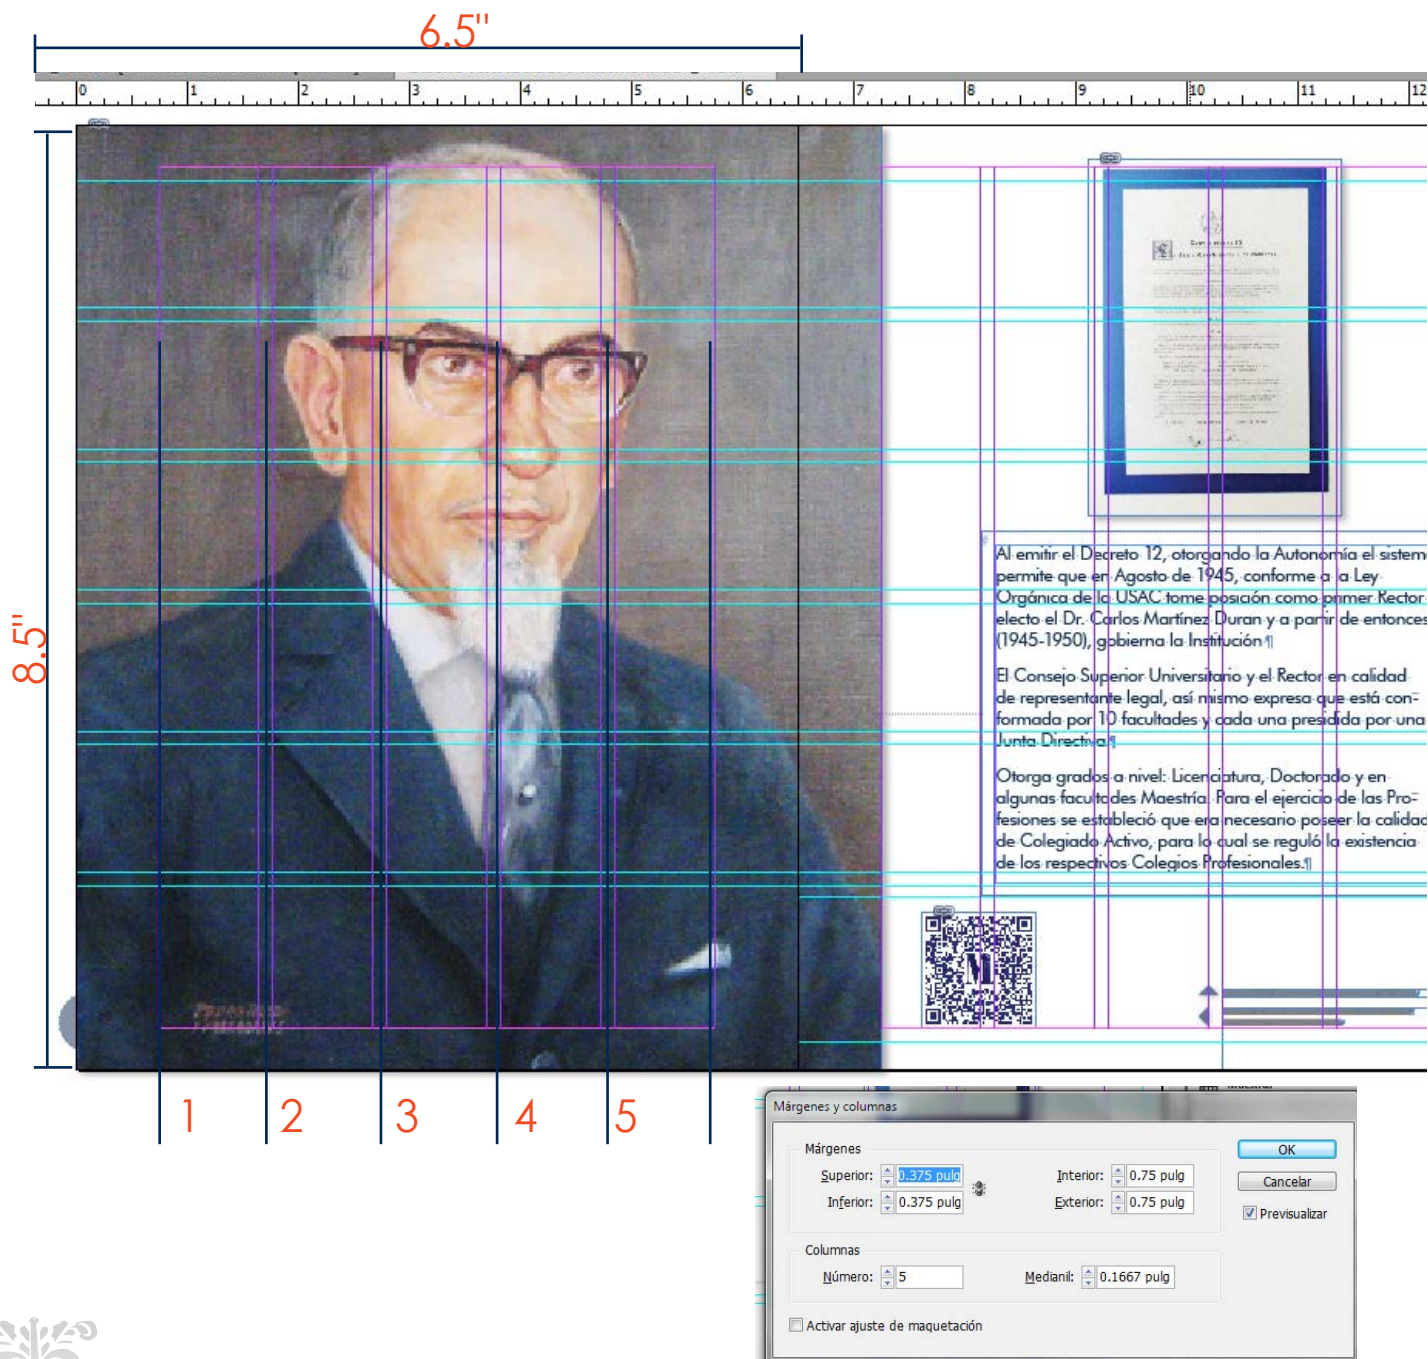 6.5"
0 1 2 3 4 5 6 7 8 9 10 11 12
8.5"
Al emitir el Decreto 12, otorgando la Autonomía el sistem
permite que en Agosto de 1945, conforme a la Ley
Orgánica de la USAC tome posición como primer Rector
electo el Dr. Carlos Martínez Duran y a partir de entonces
(1945-1950), gobierna la Institución¶
El Consejo Superior Universitario y el Rector en calidad
de representante legal, así mismo expresa que está con-
formada por 10 facultades y cada una presidida por una
Junta Directiva¶
Otorga grados a nivel: Licenciatura, Doctorado y en
algunas facultades Maestría. Para el ejercicio de las Pro-
fesiones se estableció que era necesario poseer la calidad
de Colegiado Activo, para lo cual se reguló la existencia
de los respectivos Colegios Profesionales.¶
1 2 3 4 5
Márgenes y columnas
Márgenes
Superior: 0.375 pulg Interior: 0.75 pulg
Inferior: 0.375 pulg Exterior: 0.75 pulg
OK
Cancelar
Previsualizar
Columnas
Número: 5 Medianil: 0.1667 pulg
Activar ajuste de maquetación